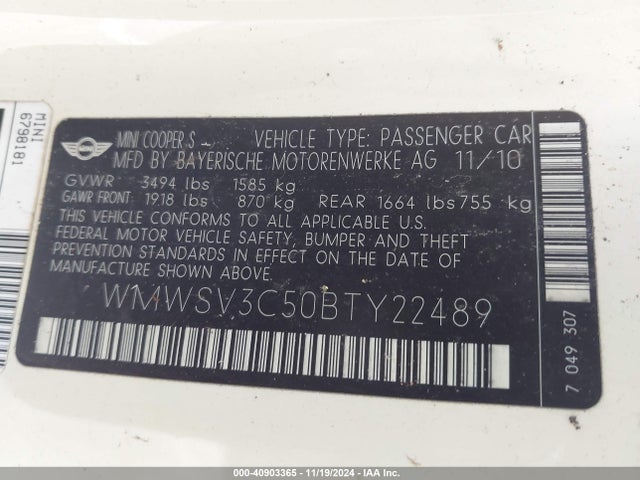 MINI
6798181
MINI COOPER S - VEHICLE TYPE: PASSENGER CAR
MFD BY BAYERISCHE MOTORENWERKE AG 11/10
GVWR 3494 lbs 1585 kg
GAWR FRONT 1918 lbs 870 kg REAR 1664 lbs 755 kg
THIS VEHICLE CONFORMS TO ALL APPLICABLE U.S.
FEDERAL MOTOR VEHICLE SAFETY, BUMPER AND THEFT
PREVENTION STANDARDS IN EFFECT ON THE DATE OF
MANUFACTURE SHOWN ABOVE.
WMWSV3C50BTY22489
7 049 307
000-40903365 - 11/19/2024 - IAAI.com